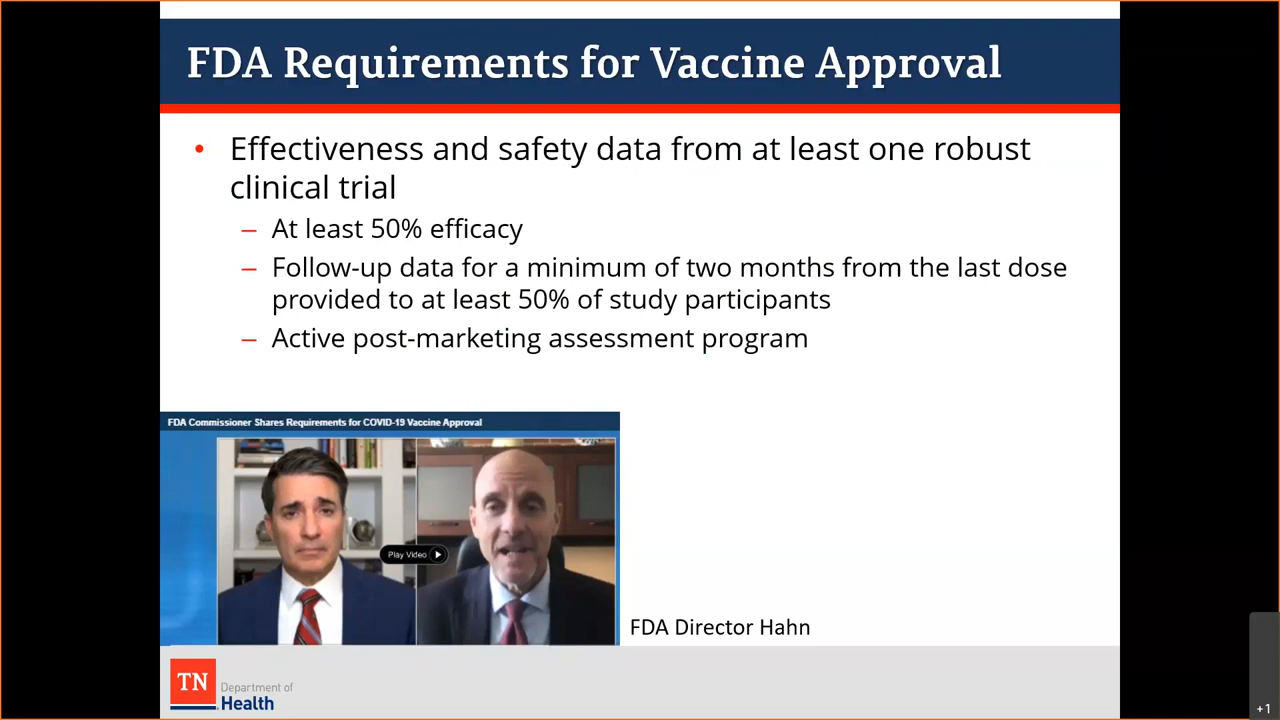 FDA Requirements for Vaccine Approval
• Effectiveness and safety data from at least one robust
clinical trial
– At least 50% efficacy
– Follow-up data for a minimum of two months from the last dose
provided to at least 50% of study participants
– Active post-marketing assessment program
FDA Commissioner Shares Requirements for COVID-19 Vaccine Approval
Play Video
FDA Director Hahn
TN
Department of
Health
+1